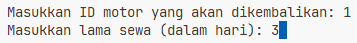 Masukkan ID motor yang akan dikembalikan: 1
Masukkan lama sewa (dalam hari): 3